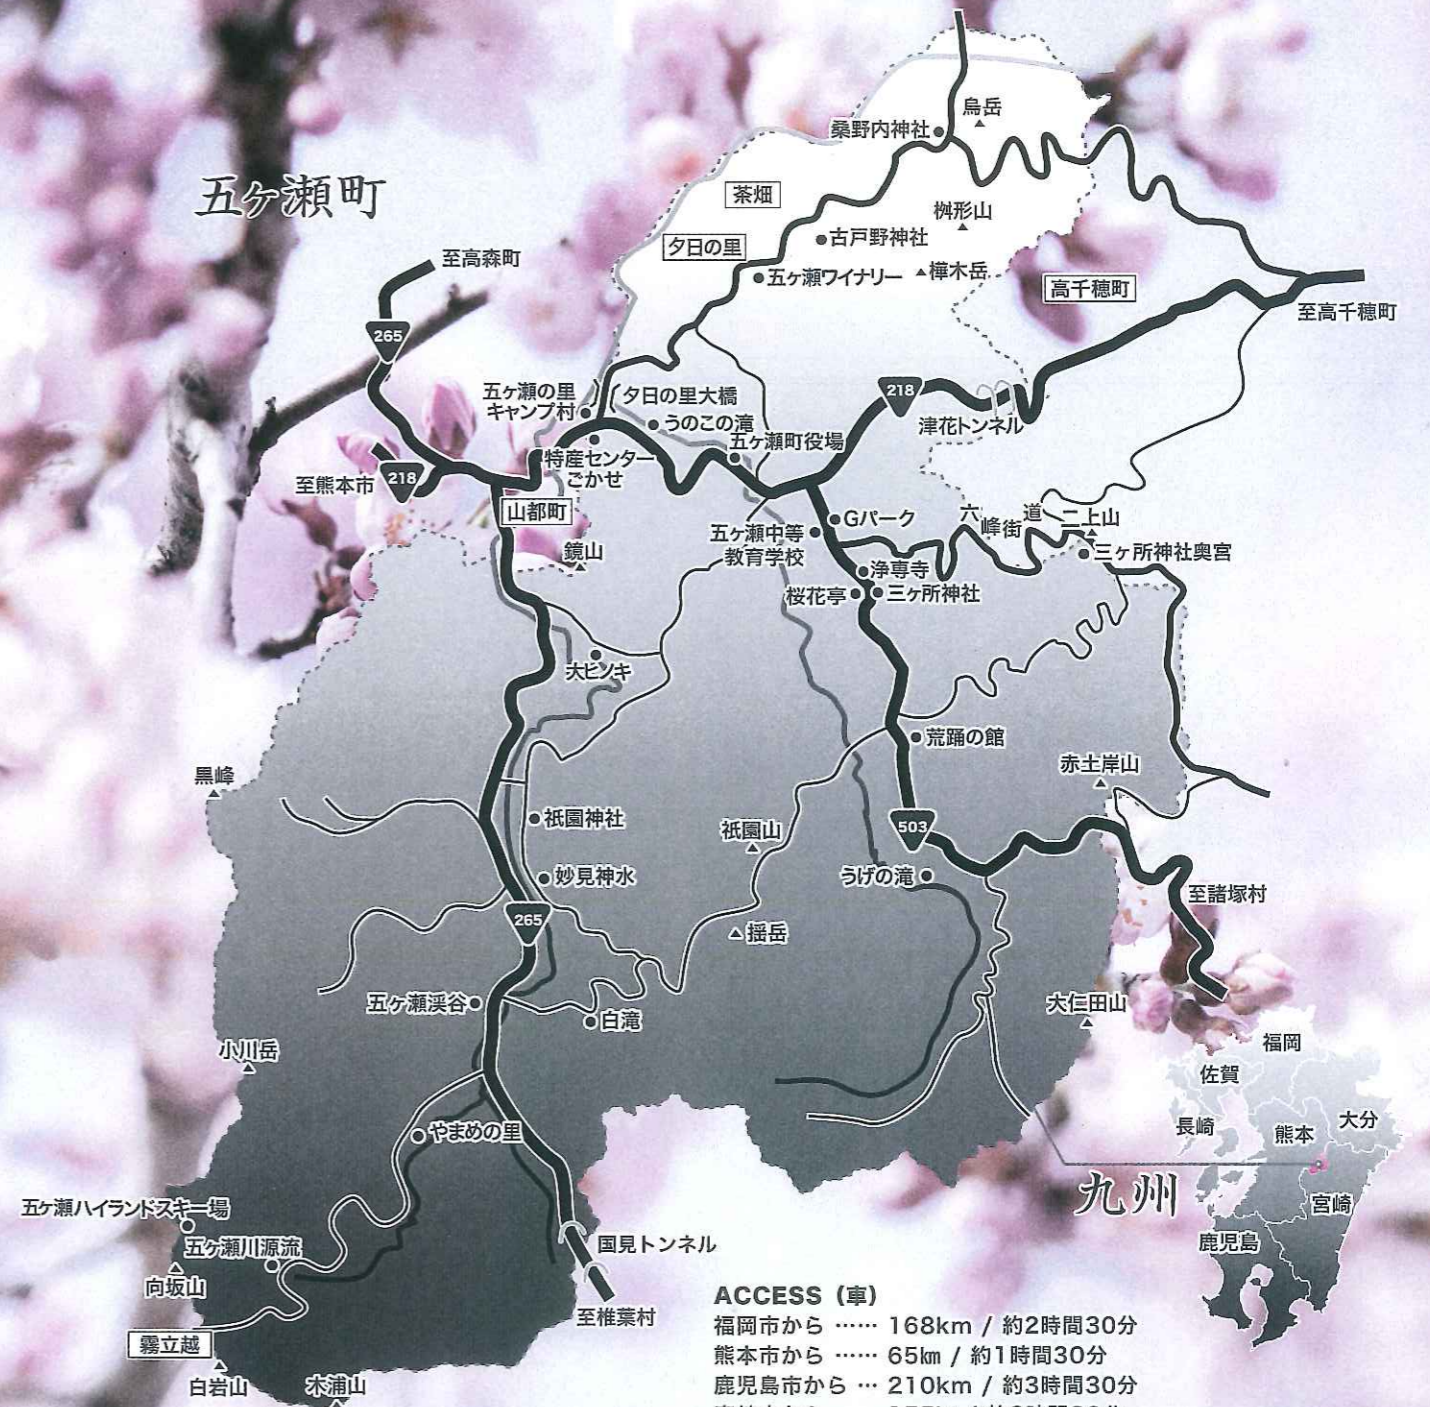 五ヶ瀬町
烏岳
桑野内神社
茶畑
桝形山
古戸野神社
夕日の里
五ヶ瀬ワイナリー
樺木岳
高千穂町
至高千穂町
至高森町
265
五ヶ瀬の里
キャンプ村
夕日の里大橋
うのこの滝
218
津花トンネル
五ヶ瀬町役場
特産センター
ごかせ
至熊本市
218
山都町
鏡山
Gパーク
五ヶ瀬中等
教育学校
六峰街道
二上山
三ヶ所神社奥宮
浄専寺
桜花亭
三ヶ所神社
大ヒノキ
荒踊の館
赤土岸山
黒峰
祇園神社
祇園山
503
妙見神水
うげの滝
至諸塚村
265
揺岳
五ヶ瀬渓谷
白滝
大仁田山
小川岳
やまめの里
五ヶ瀬ハイランドスキー場
五ヶ瀬川源流
向坂山
霧立越
白岩山
木浦山
国見トンネル
至椎葉村
福岡
佐賀
長崎
大分
熊本
九州
宮崎
鹿児島
ACCESS（車）
福岡市から …… 168km / 約2時間30分
熊本市から …… 65㎞ / 約1時間30分
鹿児島市から … 210km / 約3時間30分